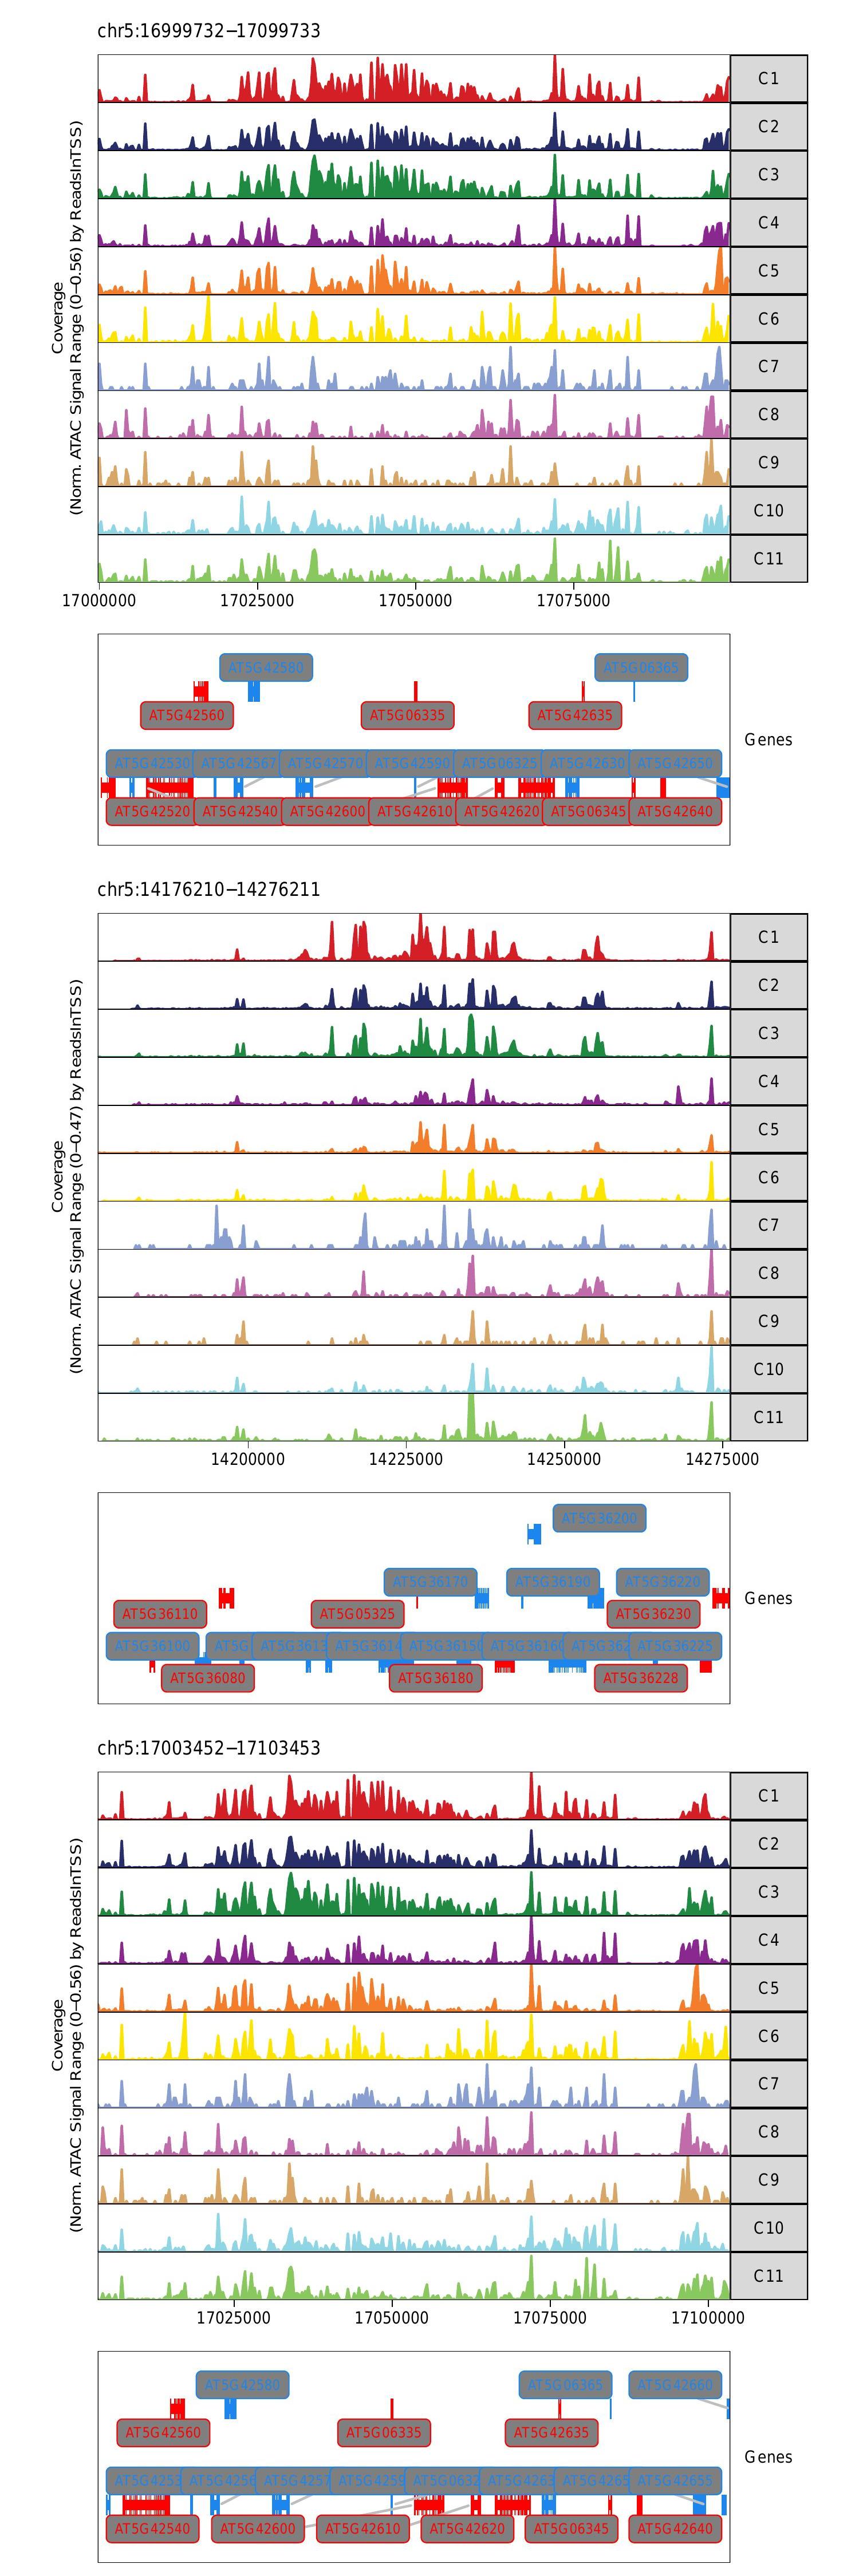 chr5:16999732−17099733
Coverage
(Norm. ATAC Signal Range (0−0.56) by ReadsInTSS)
C1
C2
C3
C4
C5
C6
C7
C8
C9
C10
C11
17000000 17025000 17050000 17075000
AT5G42580 AT5G06365
AT5G42560 AT5G06335 AT5G42635
Genes
AT5G42530 AT5G42567 AT5G42570 AT5G42590 AT5G06325 AT5G42630 AT5G42650
AT5G42520 AT5G42540 AT5G42600 AT5G42610 AT5G42620 AT5G06345 AT5G42640
chr5:14176210−14276211
Coverage
(Norm. ATAC Signal Range (0−0.47) by ReadsInTSS)
C1
C2
C3
C4
C5
C6
C7
C8
C9
C10
C11
14200000 14225000 14250000 14275000
AT5G36200
AT5G36170 AT5G36190 AT5G36220
Genes
AT5G36110 AT5G05325 AT5G36230
AT5G36100 AT5G36150 AT5G36160 AT5G36225
AT5G36080 AT5G36180 AT5G36228
chr5:17003452−17103453
Coverage
(Norm. ATAC Signal Range (0−0.56) by ReadsInTSS)
C1
C2
C3
C4
C5
C6
C7
C8
C9
C10
C11
17025000 17050000 17075000 17100000
AT5G42580 AT5G06365 AT5G42660
AT5G42560 AT5G06335 AT5G42635
Genes
AT5G42655
AT5G42540 AT5G42600 AT5G42610 AT5G42620 AT5G06345 AT5G42640